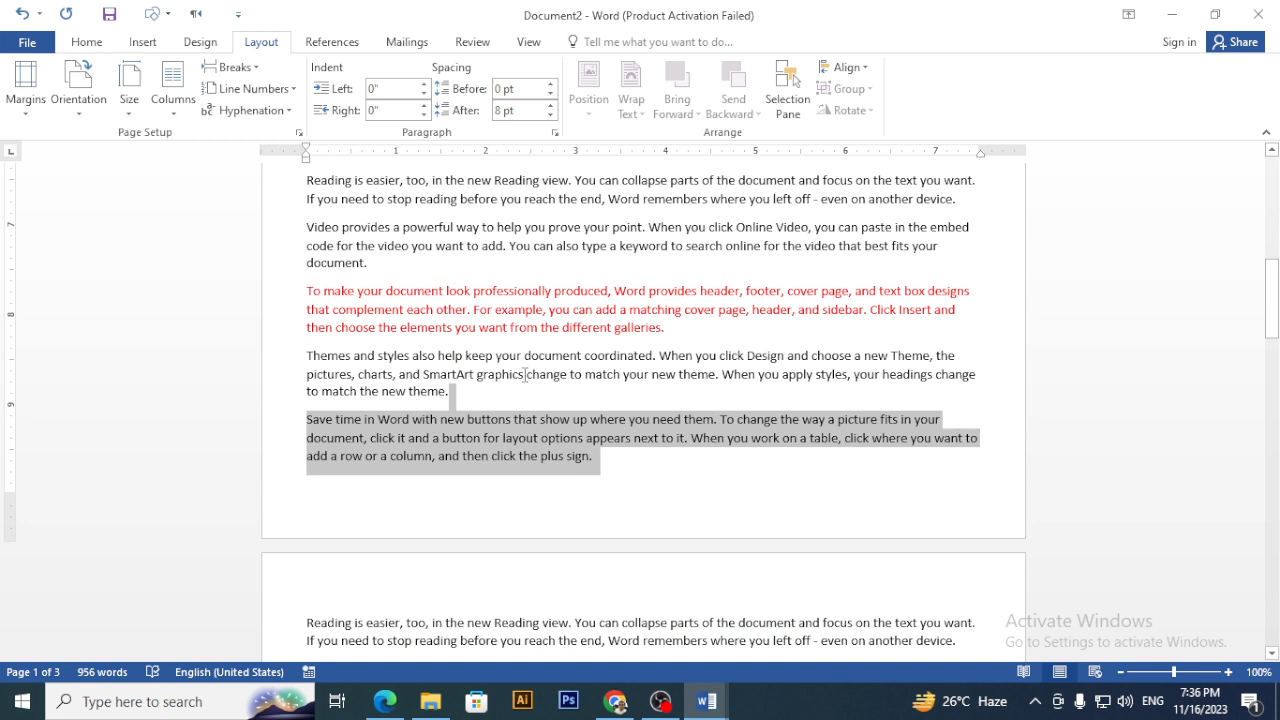 Document2 - Word (Product Activation Failed)
File Home Insert Design Layout References Mailings Review View Tell me what you want to do... Sign in Share
Margins Orientation Size Columns
Breaks
Line Numbers
Hyphenation
Page Setup
Indent Spacing
Left: 0" Before: 0 pt
Right: 0" After: 8 pt
Paragraph
Position Wrap Text Bring Forward Send Backward Selection Pane
Align
Group
Rotate
Arrange
1 2 3 4 5 6 7
7
8
9
Reading is easier, too, in the new Reading view. You can collapse parts of the document and focus on the text you want.
If you need to stop reading before you reach the end, Word remembers where you left off - even on another device.
Video provides a powerful way to help you prove your point. When you click Online Video, you can paste in the embed
code for the video you want to add. You can also type a keyword to search online for the video that best fits your
document.
To make your document look professionally produced, Word provides header, footer, cover page, and text box designs
that complement each other. For example, you can add a matching cover page, header, and sidebar. Click Insert and
then choose the elements you want from the different galleries.
Themes and styles also help keep your document coordinated. When you click Design and choose a new Theme, the
pictures, charts, and SmartArt graphics change to match your new theme. When you apply styles, your headings change
to match the new theme.
Save time in Word with new buttons that show up where you need them. To change the way a picture fits in your
document, click it and a button for layout options appears next to it. When you work on a table, click where you want to
add a row or a column, and then click the plus sign.
Reading is easier, too, in the new Reading view. You can collapse parts of the document and focus on the text you want.
If you need to stop reading before you reach the end, Word remembers where you left off - even on another device.
Activate Windows
Go to Settings to activate Windows.
Page 1 of 3 956 words English (United States) 100%
Type here to search Ai Ps 26°C Haze ENG 7:36 PM
11/16/2023 1